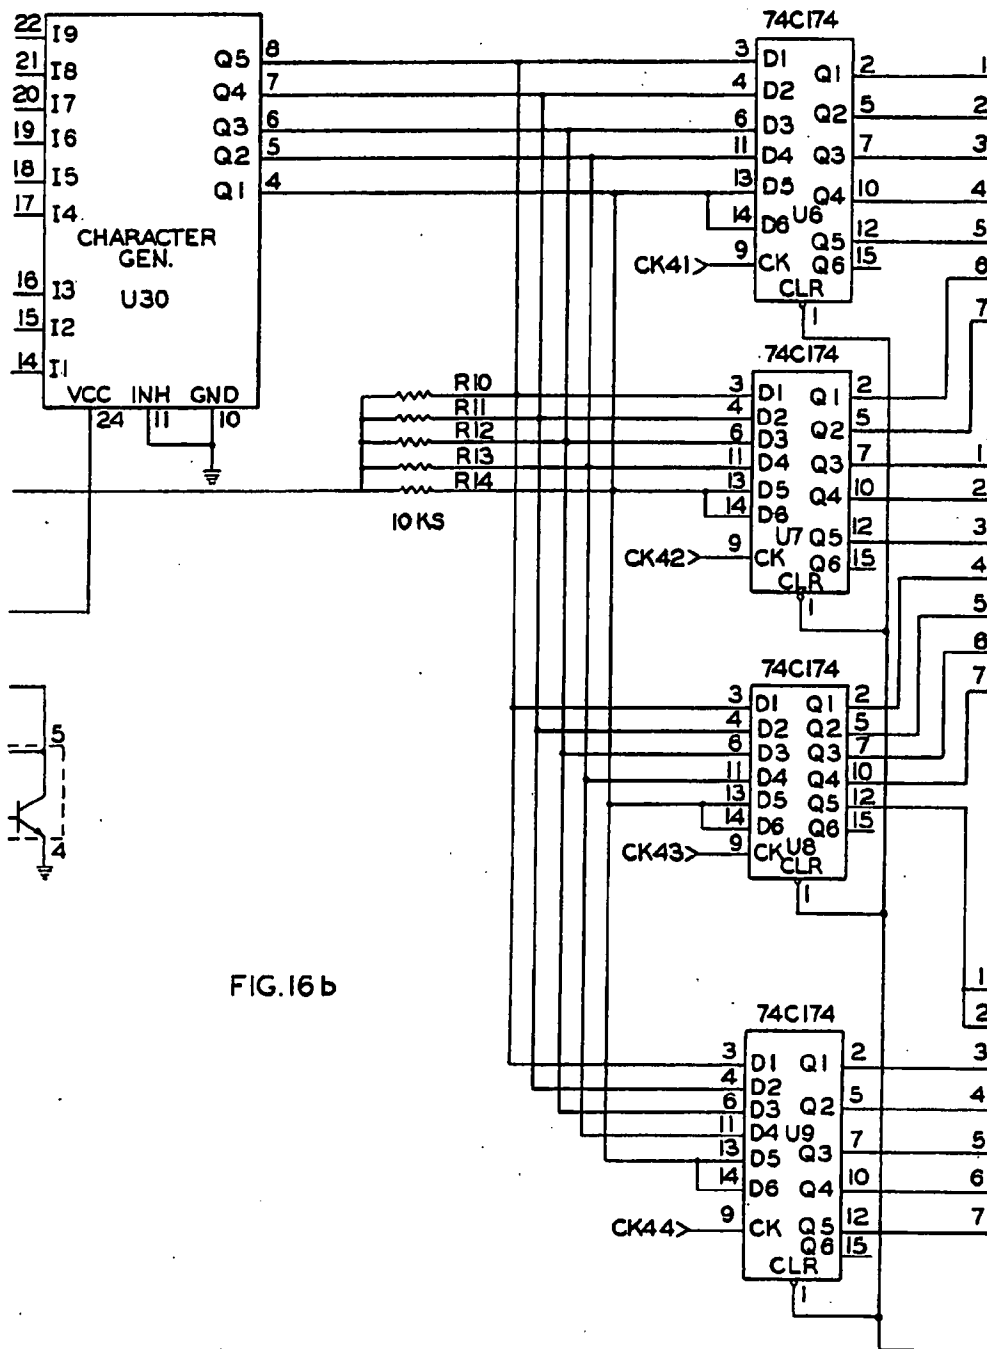 22 I9
21 I8
20 I7
19 I6
18 I5
17 I4
16 I3
15 I2
14 I1
Q5 8
Q4 7
Q3 6
Q2 5
Q1 4
CHARACTER
GEN.
U30
VCC INH GND
24 11 10
R10
R11
R12
R13
R14
10 KS
5
4
74C174
3 D1 Q1 2 1
4 D2 Q2 5 2
6 D3 Q3 7 3
11 D4 Q4 10 4
13 D5 Q5 12 5
14 D6 Q6 15
U6
CK41 9 CK
CLR
1
6
7
74C174
3 D1 Q1 2
4 D2 Q2 5
6 D3 Q3 7 1
11 D4 Q4 10 2
13 D5 Q5 12 3
14 D6 Q6 15
U7
CK42 9 CK
CLR
1
4
5
6
7
74C174
3 D1 Q1 2
4 D2 Q2 5
6 D3 Q3 7
11 D4 Q4 10
13 D5 Q5 12
14 D6 Q6 15
U8
CK43 9 CK
CLR
1
1
2
74C174
3 D1 Q1 2 3
4 D2 Q2 5 4
6 D3 Q3 7 5
11 D4 Q4 10 6
13 D5 Q5 12 7
14 D6 Q6 15
U9
CK44 9 CK
CLR
1
FIG.16b